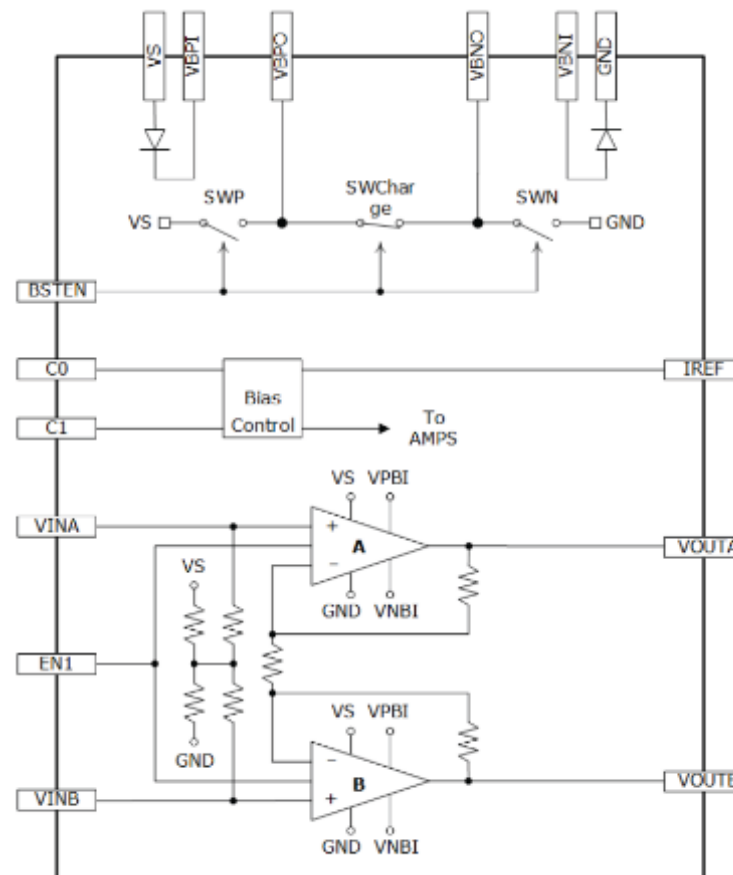 VS
VBPI
VBPO
VBNO
VBNI
GND
SWP
SWChar
ge
SWN
VS
GND
BSTEN
C0
IREF
Bias
Control
C1
To
AMPS
VS VPBI
VINA
+
A
VOUTA
−
VS
GND VNBI
EN1
VS VPBI
GND
−
B
VOUTB
VINB
+
GND VNBI